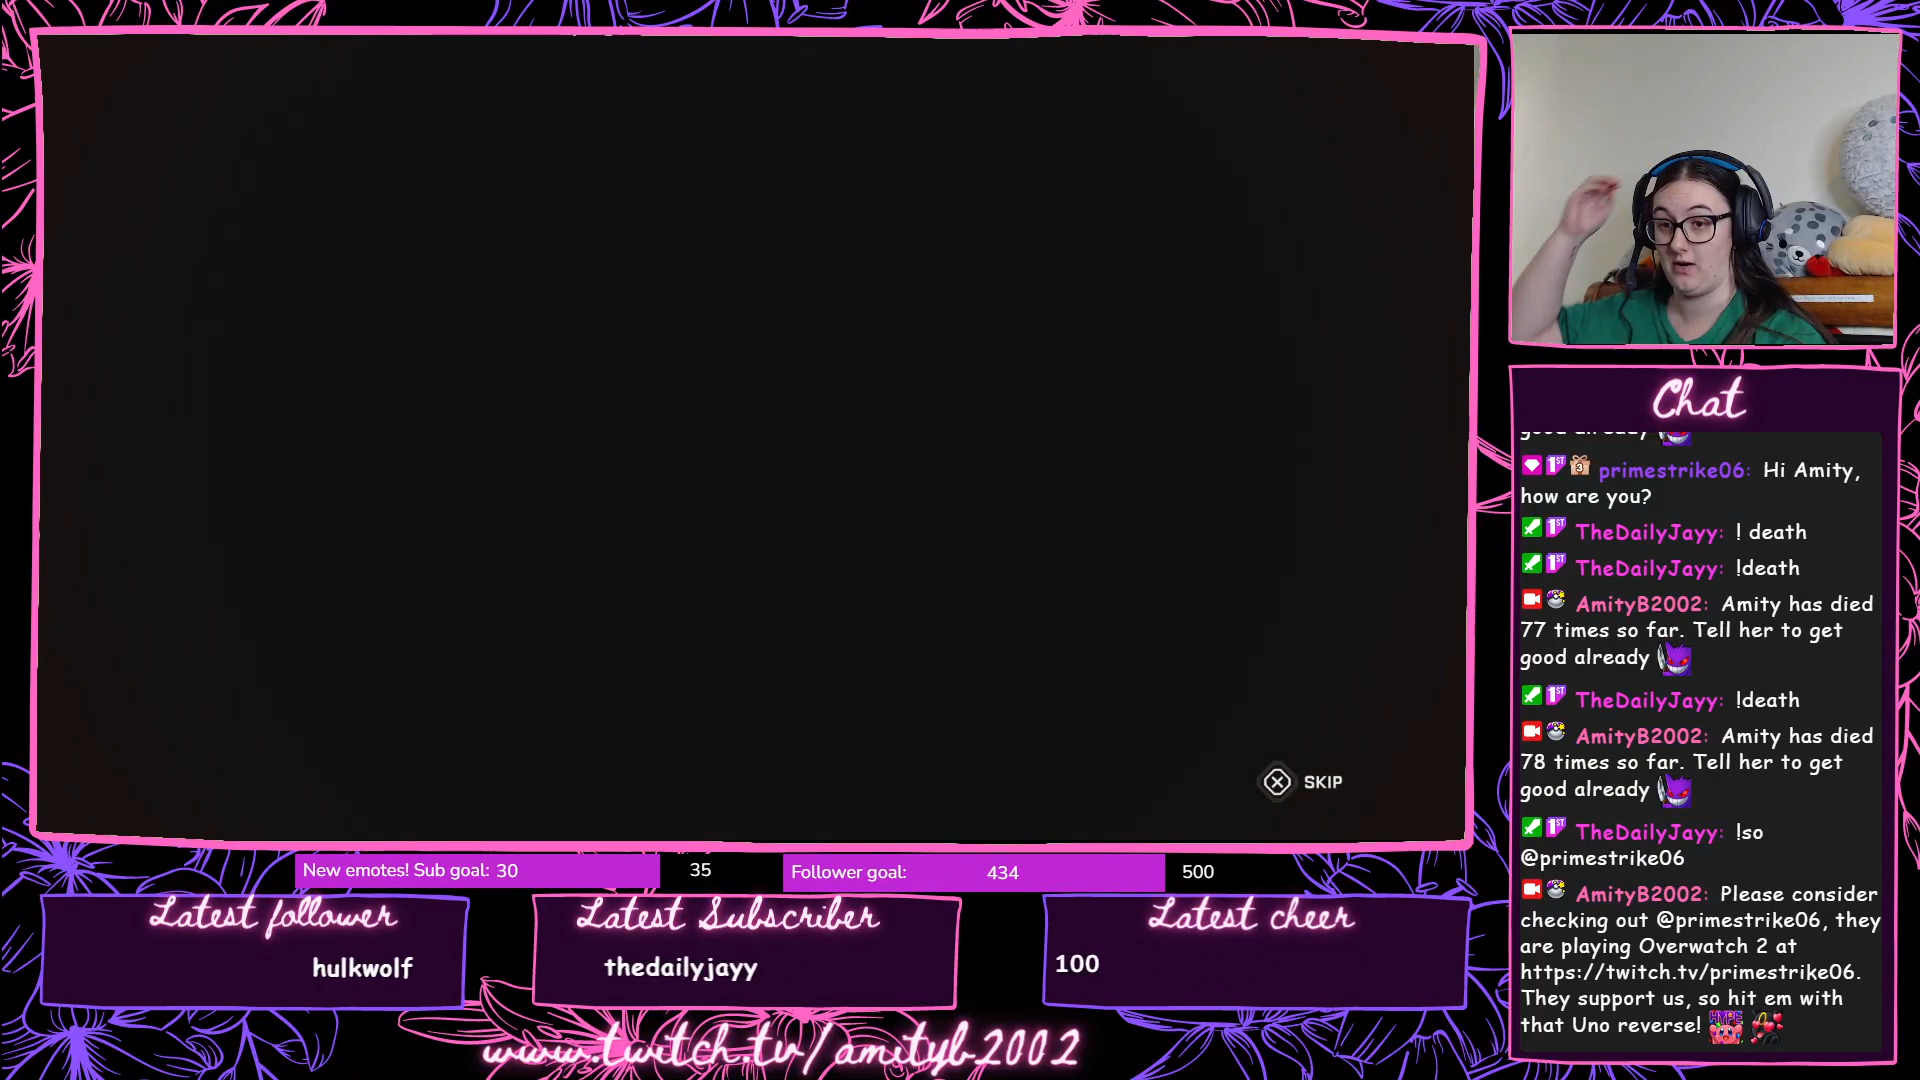 SKIP
New emotes! Sub goal: 30
35
Follower goal:
434
500
Latest follower
hulkwolf
Latest Subscriber
thedailyjayy
Latest cheer
100
www.twitch.tv/amityb2002
Chat
good already
primestrike06: Hi Amity,
how are you?
TheDailyJayy: ! death
TheDailyJayy: !death
AmityB2002: Amity has died
77 times so far. Tell her to get
good already
TheDailyJayy: !death
AmityB2002: Amity has died
78 times so far. Tell her to get
good already
TheDailyJayy: !so
@primestrike06
AmityB2002: Please consider
checking out @primestrike06, they
are playing Overwatch 2 at
https://twitch.tv/primestrike06.
They support us, so hit em with
that Uno reverse!